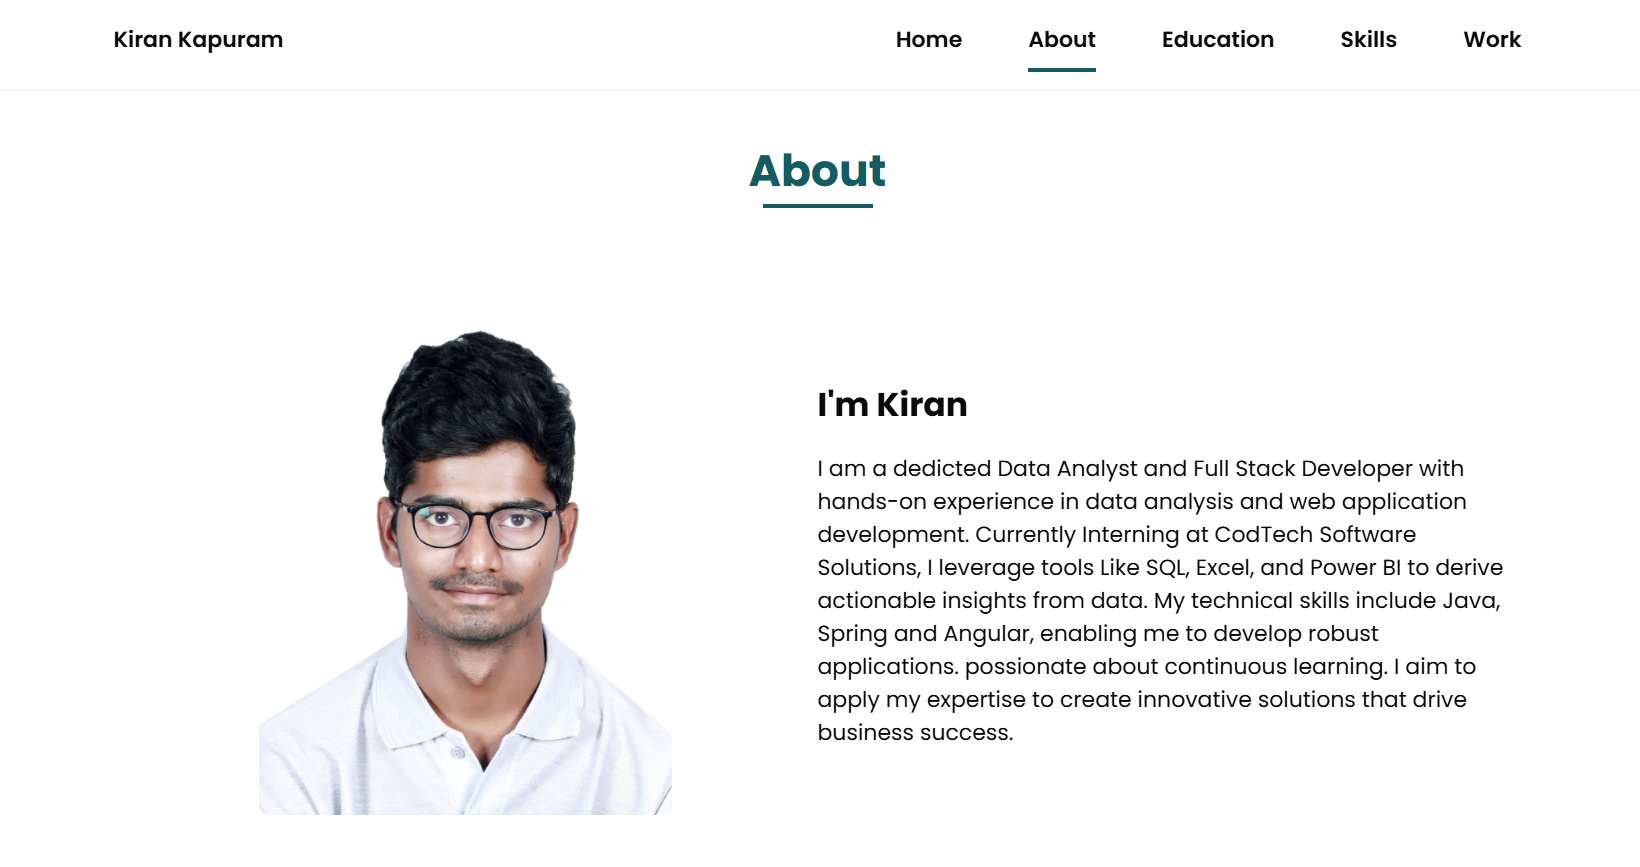 Kiran Kapuram
Home About Education Skills Work
About
I'm Kiran
I am a dedicted Data Analyst and Full Stack Developer with
hands-on experience in data analysis and web application
development. Currently Interning at CodTech Software
Solutions, I leverage tools Like SQL, Excel, and Power BI to derive
actionable insights from data. My technical skills include Java,
Spring and Angular, enabling me to develop robust
applications. possionate about continuous learning. I aim to
apply my expertise to create innovative solutions that drive
business success.